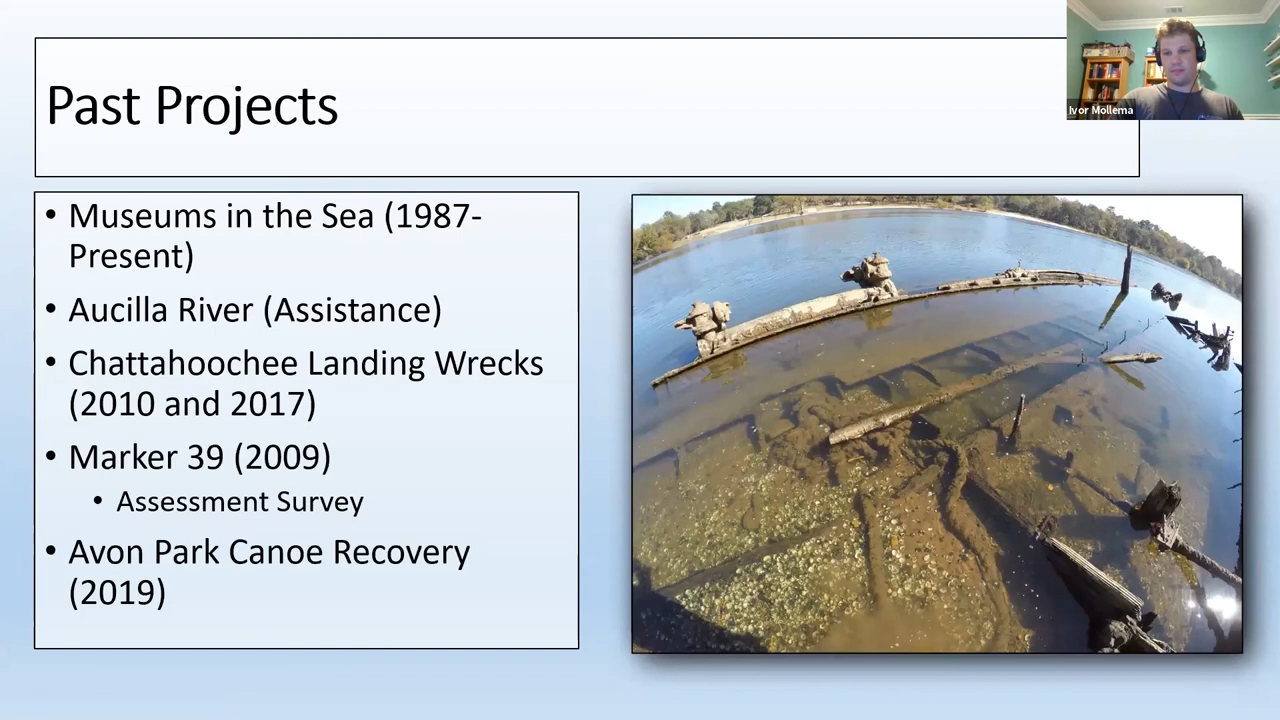 Past Projects
Ivor Mollema
• Museums in the Sea (1987-
Present)
• Aucilla River (Assistance)
• Chattahoochee Landing Wrecks
(2010 and 2017)
• Marker 39 (2009)
• Assessment Survey
• Avon Park Canoe Recovery
(2019)